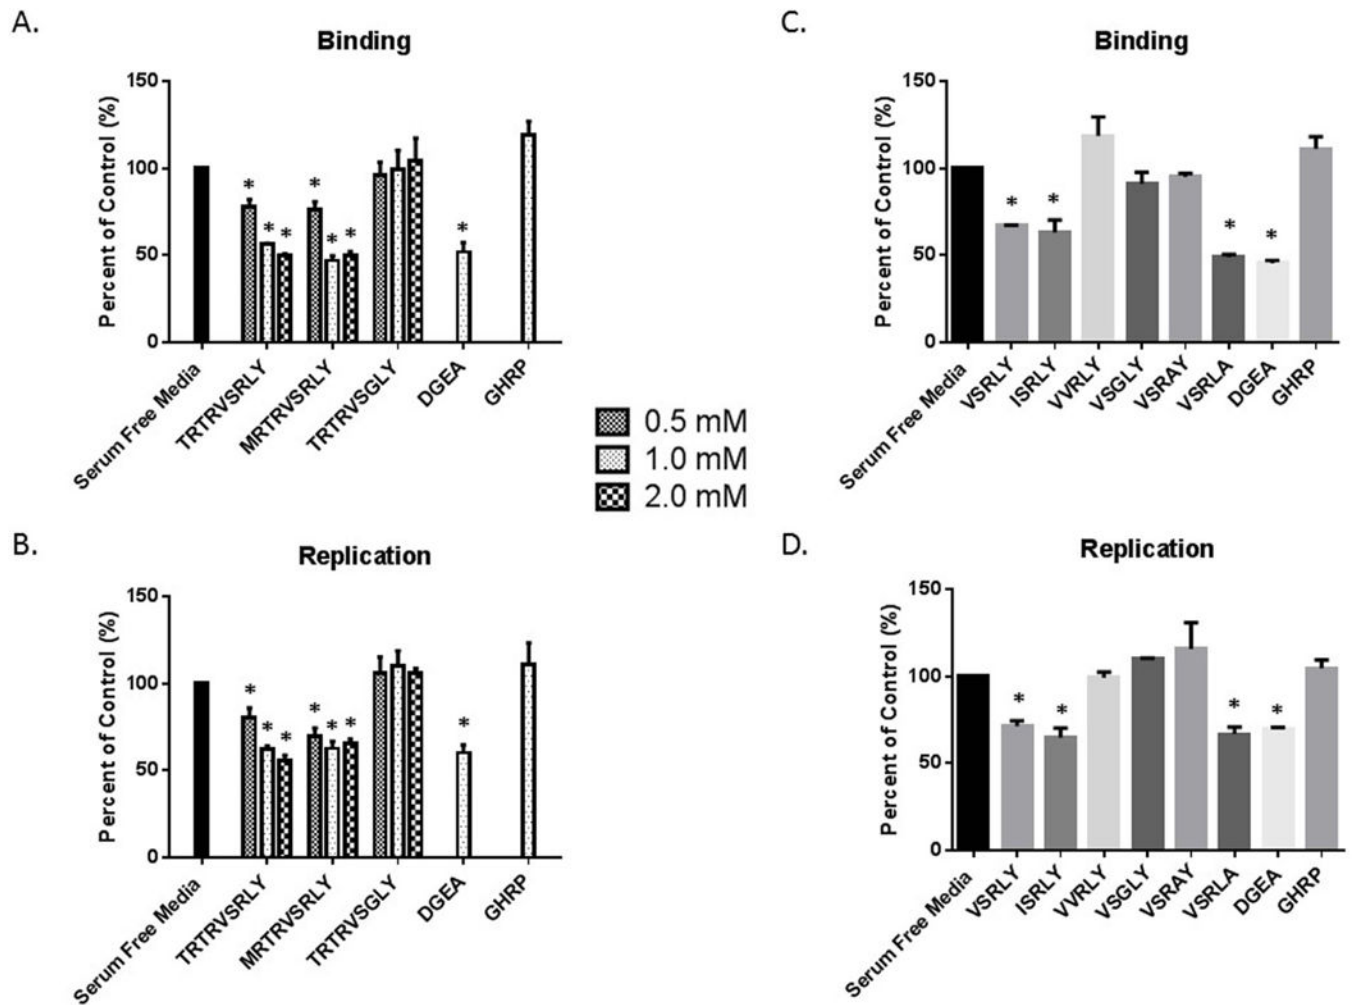 A.
Binding
Percent of Control (%)
150
100
50
0
* * * * * * *
Serum Free Media
TRTRVSRLY
MRTRVSRLY
TRTRVSGLY
DGEA
GHRP
C.
Binding
Percent of Control (%)
150
100
50
0
* * * *
Serum Free Media
VSRLY
ISRLY
VVRLY
VSGLY
VSRAY
VSRLA
DGEA
GHRP
0.5 mM
1.0 mM
2.0 mM
B.
Replication
Percent of Control (%)
150
100
50
0
* * * * * * *
Serum Free Media
TRTRVSRLY
MRTRVSRLY
TRTRVSGLY
DGEA
GHRP
D.
Replication
Percent of Control (%)
150
100
50
0
* * * *
Serum Free Media
VSRLY
ISRLY
VVRLY
VSGLY
VSRAY
VSRLA
DGEA
GHRP